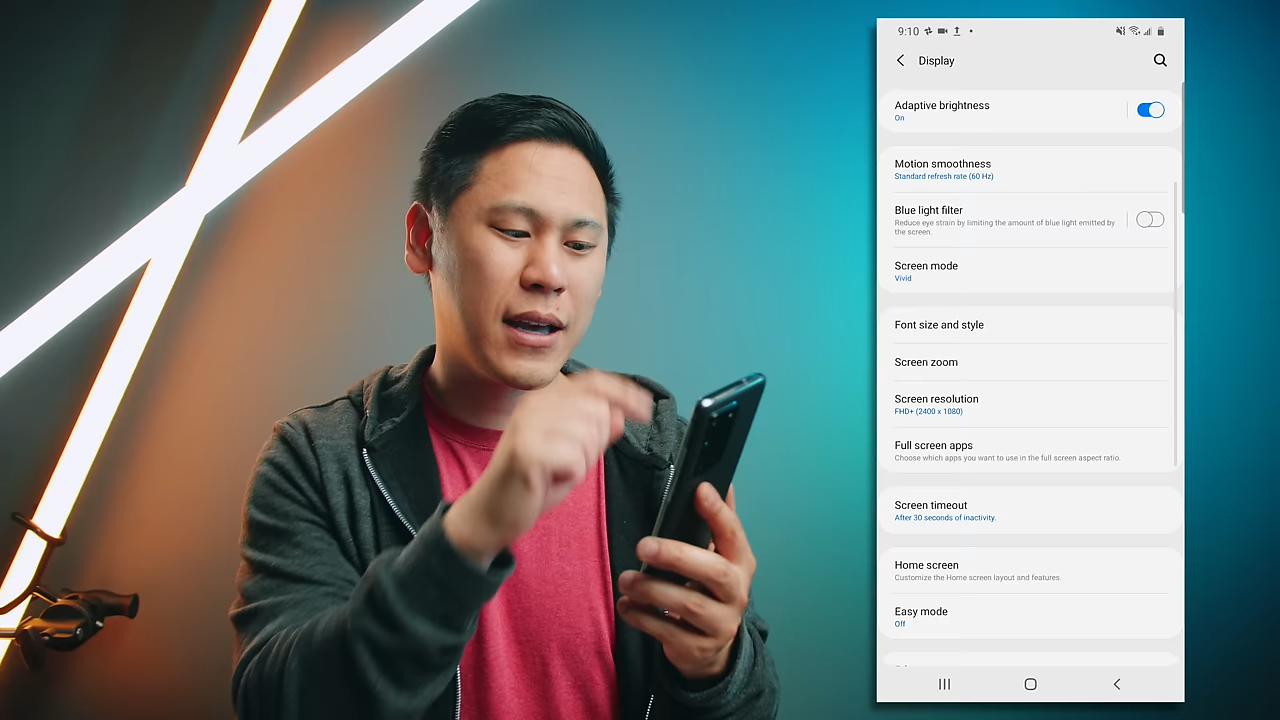 9:10
Display
Adaptive brightness
On
Motion smoothness
Standard refresh rate (60 Hz)
Blue light filter
Reduce eye strain by limiting the amount of blue light emitted by
the screen.
Screen mode
Vivid
Font size and style
Screen zoom
Screen resolution
FHD+ (2400 x 1080)
Full screen apps
Choose which apps you want to use in the full screen aspect ratio.
Screen timeout
After 30 seconds of inactivity.
Home screen
Customize the Home screen layout and features.
Easy mode
Off